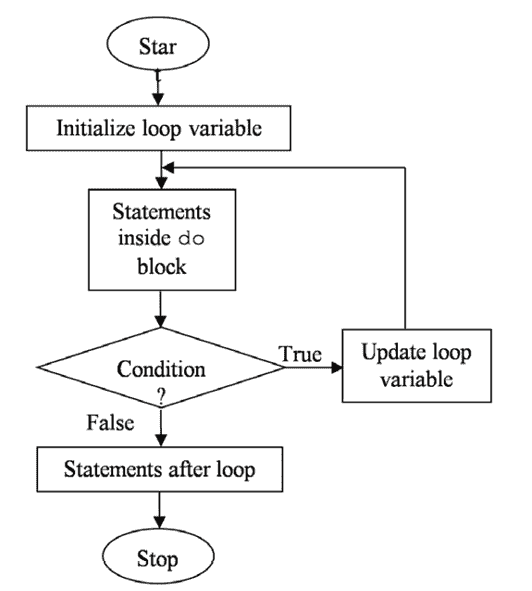 Star
t
Initialize loop variable
Statements
inside do
block
Condition
?
True
Update loop
variable
False
Statements after loop
Stop